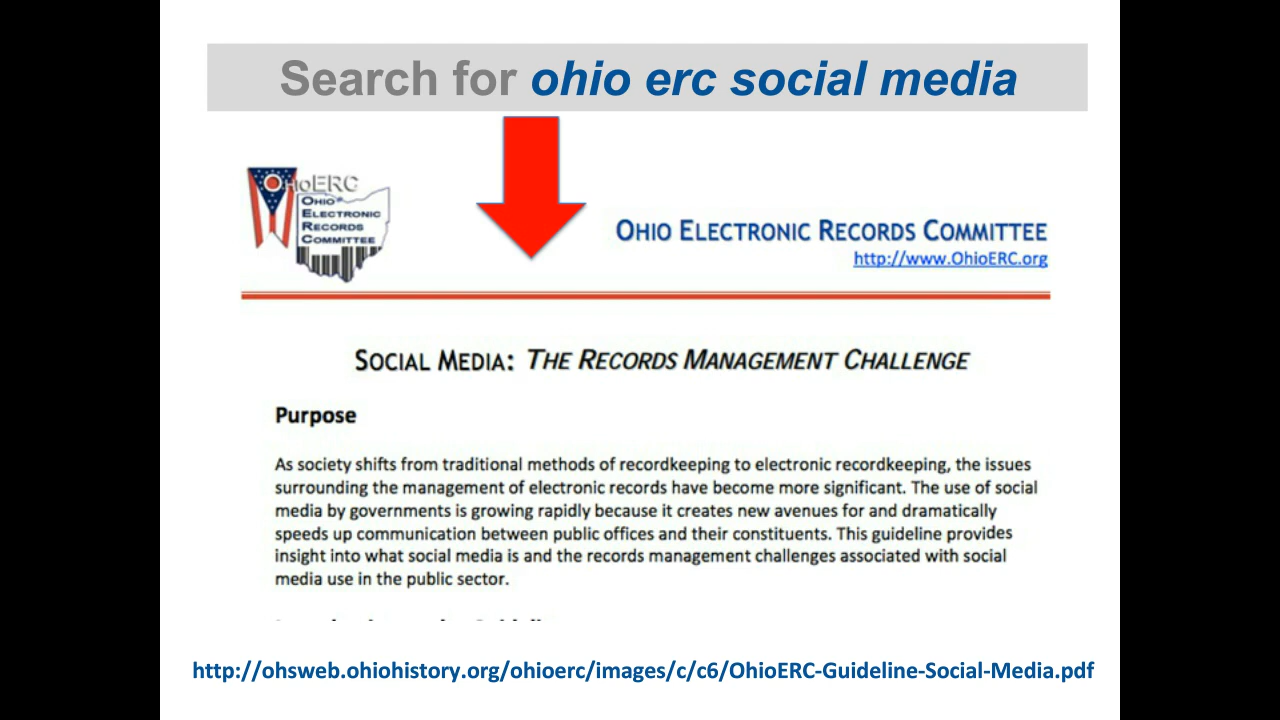 Search for ohio erc social media
OhioERC
OHIO
ELECTRONIC
RECORDS
COMMITTEE
OHIO ELECTRONIC RECORDS COMMITTEE
http://www.OhioERC.org
SOCIAL MEDIA: THE RECORDS MANAGEMENT CHALLENGE
Purpose
As society shifts from traditional methods of recordkeeping to electronic recordkeeping, the issues
surrounding the management of electronic records have become more significant. The use of social
media by governments is growing rapidly because it creates new avenues for and dramatically
speeds up communication between public offices and their constituents. This guideline provides
insight into what social media is and the records management challenges associated with social
media use in the public sector.
http://ohsweb.ohiohistory.org/ohioerc/images/c/c6/OhioERC-Guideline-Social-Media.pdf